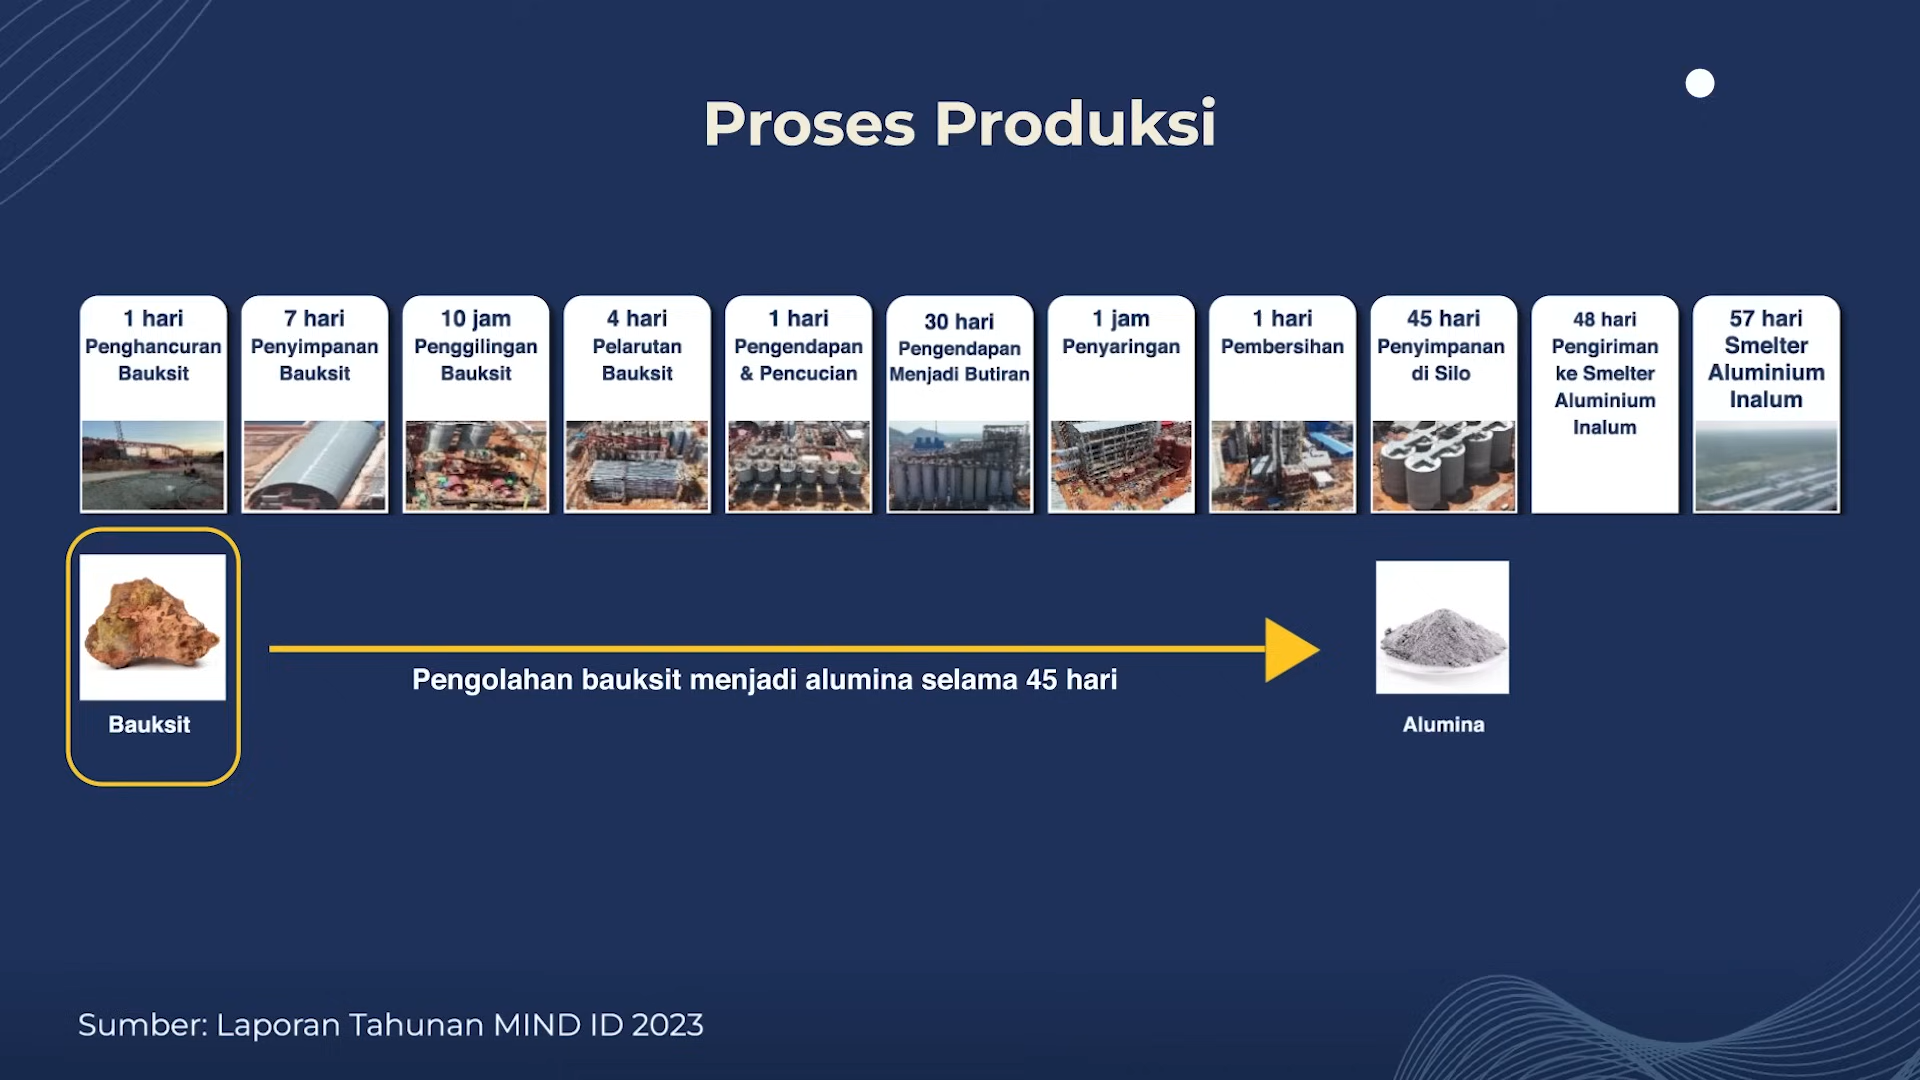 Proses Produksi
1 hari
Penghancuran
Bauksit
7 hari
Penyimpanan
Bauksit
10 jam
Penggilingan
Bauksit
4 hari
Pelarutan
Bauksit
1 hari
Pengendapan
& Pencucian
30 hari
Pengendapan
Menjadi Butiran
1 jam
Penyaringan
1 hari
Pembersihan
45 hari
Penyimpanan
di Silo
48 hari
Pengiriman
ke Smelter
Aluminium
Inalum
57 hari
Smelter
Aluminium
Inalum
Pengolahan bauksit menjadi alumina selama 45 hari
Bauksit
Alumina
Sumber: Laporan Tahunan MIND ID 2023